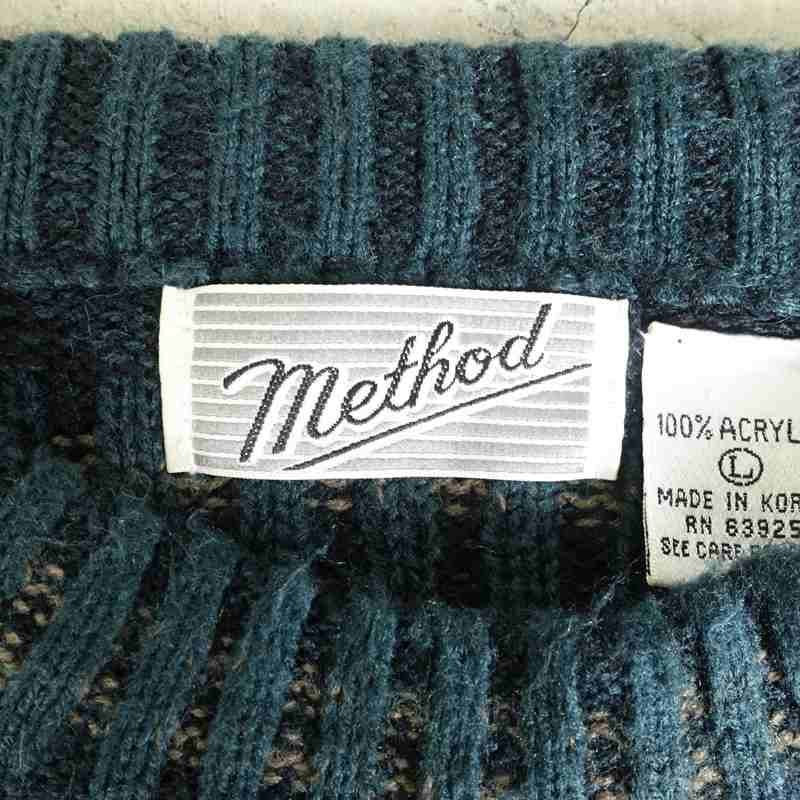 Method
100% ACRYL
L
MADE IN KOR
RN 63925
SEE CARE